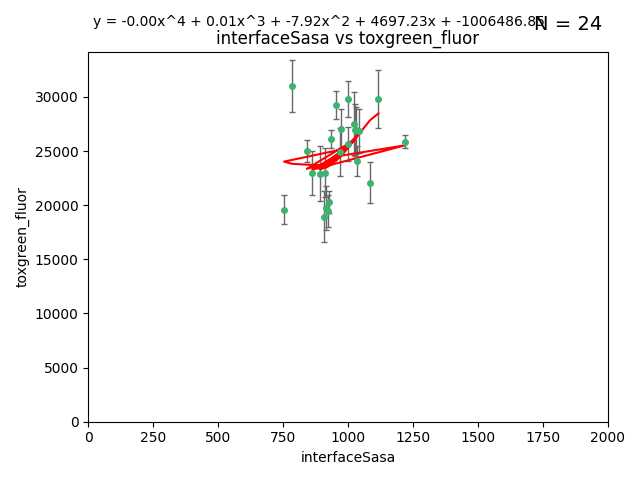 y = -0.00x^4 + 0.01x^3 + -7.92x^2 + 4697.23x + -1006486.85
N = 24
interfaceSasa vs toxgreen_fluor
toxgreen_fluor
30000
25000
20000
15000
10000
5000
0
0 250 500 750 1000 1250 1500 1750 2000
interfaceSasa